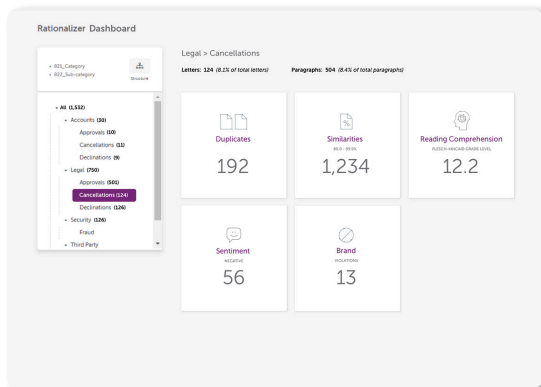 Rationalizer Dashboard
B21_Category
B22_Sub-category
Structure
All (1,532)
Accounts (30)
Approvals (10)
Cancellations (11)
Declinations (9)
Legal (750)
Approvals (501)
Cancellations (124)
Declinations (126)
Security (126)
Fraud
Third Party
Legal > Cancellations
Letters: 124 (8.1% of total letters) Paragraphs: 504 (8.4% of total paragraphs)
Duplicates
192
%
Similarities
1,234
Reading Comprehension
FLESCH-KINCAID GRADE LEVEL
12.2
Sentiment
NEGATIVE
56
Brand
VIOLATIONS
13